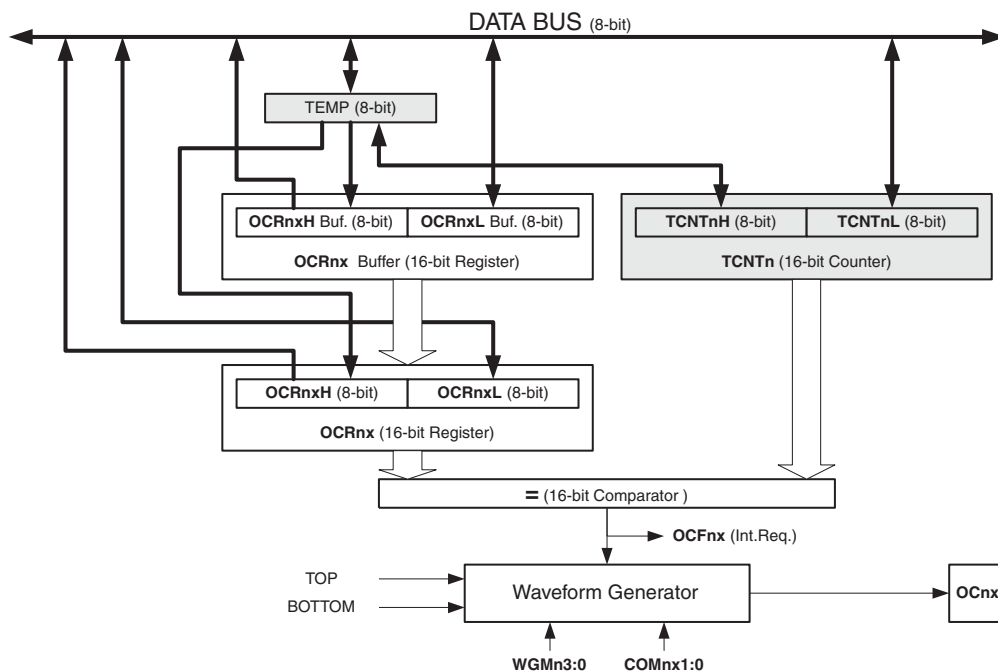 DATA BUS (8-bit)
TEMP (8-bit)
OCRnxH Buf. (8-bit) OCRnxL Buf. (8-bit)
OCRnx Buffer (16-bit Register)
TCNTnH (8-bit) TCNTnL (8-bit)
TCNTn (16-bit Counter)
OCRnxH (8-bit) OCRnxL (8-bit)
OCRnx (16-bit Register)
= (16-bit Comparator )
OCFnx (Int.Req.)
TOP
BOTTOM
Waveform Generator
OCnx
WGMn3:0 COMnx1:0